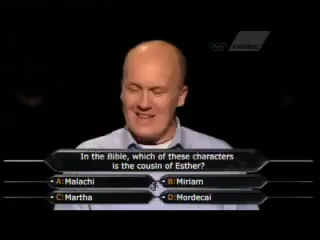 In the Bible, which of these characters
is the cousin of Esther?
A:Malachi
B:Miriam
C:Martha
D:Mordecai